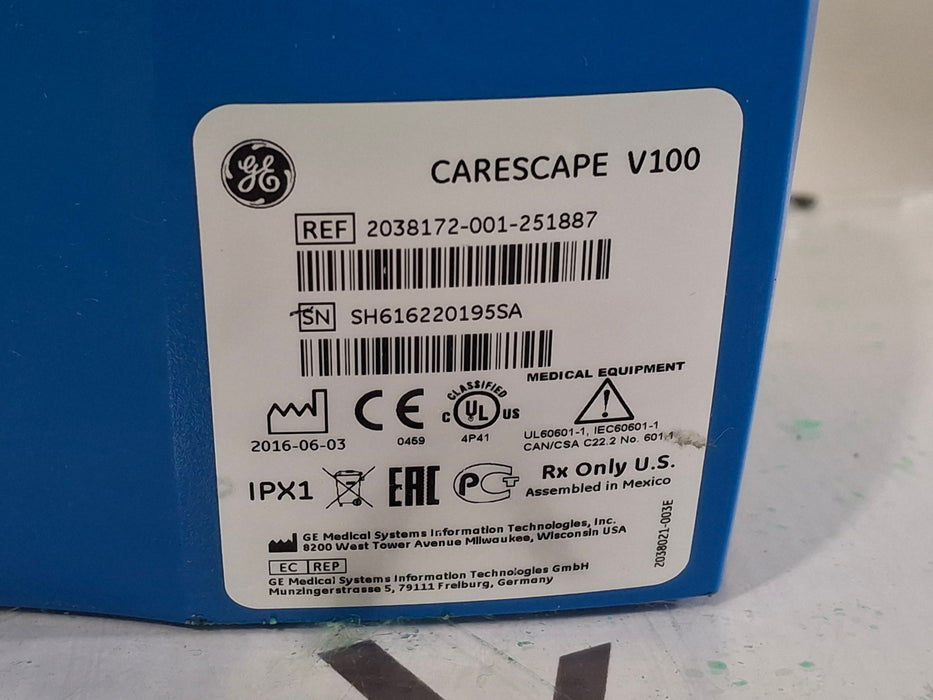 GE
CARESCAPE V100
REF 2038172-001-251887
SN SH616220195SA
MEDICAL EQUIPMENT
2016-06-03
CE
0459
CLASSIFIED
C UL US
4P41
UL60601-1, IEC60601-1
CAN/CSA C22.2 No. 601.1
IPX1
EAC
PCT
Rx Only U.S.
Assembled in Mexico
GE Medical Systems Information Technologies, Inc.
8200 West Tower Avenue Milwaukee, Wisconsin USA
EC REP
GE Medical Systems Information Technologies GmbH
Munzingerstrasse 5, 79111 Freiburg, Germany
2038021-003E